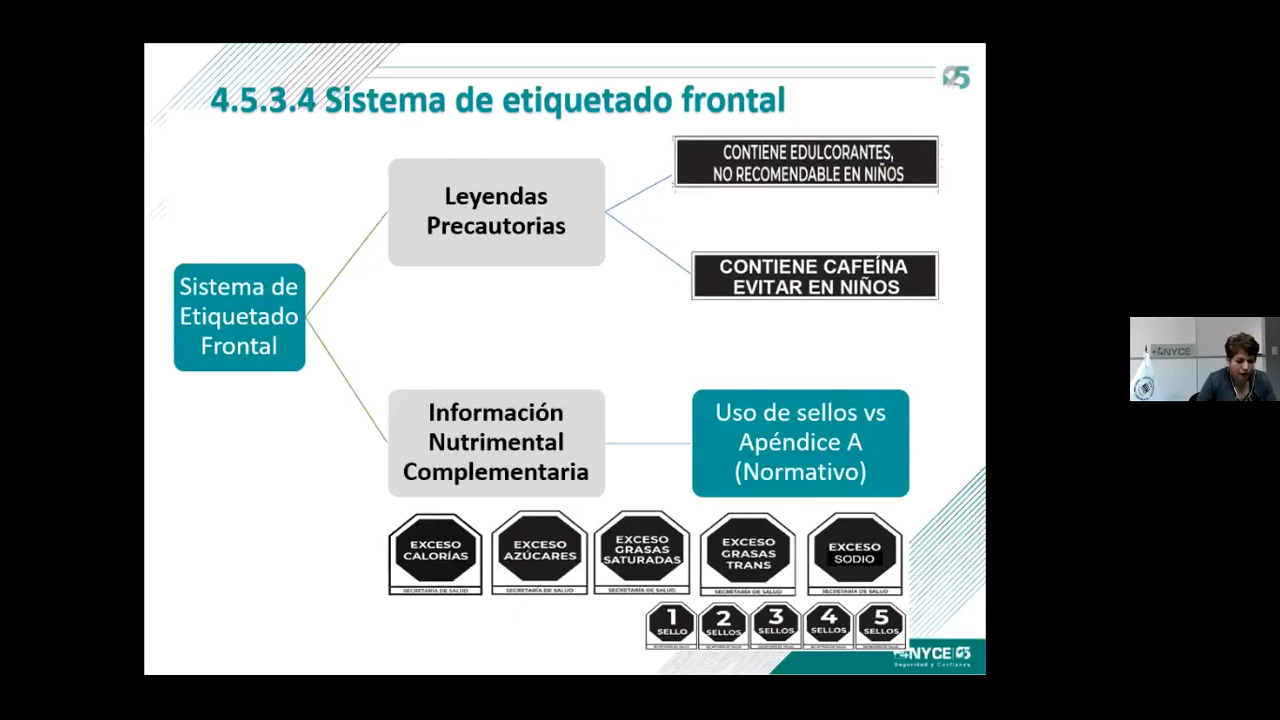 4.5.3.4 Sistema de etiquetado frontal
Leyendas
Precautorias
CONTIENE EDULCORANTES,
NO RECOMENDABLE EN NIÑOS
CONTIENE CAFEÍNA
EVITAR EN NIÑOS
Sistema de
Etiquetado
Frontal
Información
Nutrimental
Complementaria
Uso de sellos vs
Apéndice A
(Normativo)
EXCESO
CALORÍAS
SECRETARÍA DE SALUD
EXCESO
AZÚCARES
SECRETARÍA DE SALUD
EXCESO
GRASAS
SATURADAS
SECRETARÍA DE SALUD
EXCESO
GRASAS
TRANS
SECRETARÍA DE SALUD
EXCESO
SODIO
SECRETARÍA DE SALUD
1
SELLO
2
SELLOS
3
SELLOS
4
SELLOS
5
SELLOS
NYCE
Seguridad y Confianza
NYCE